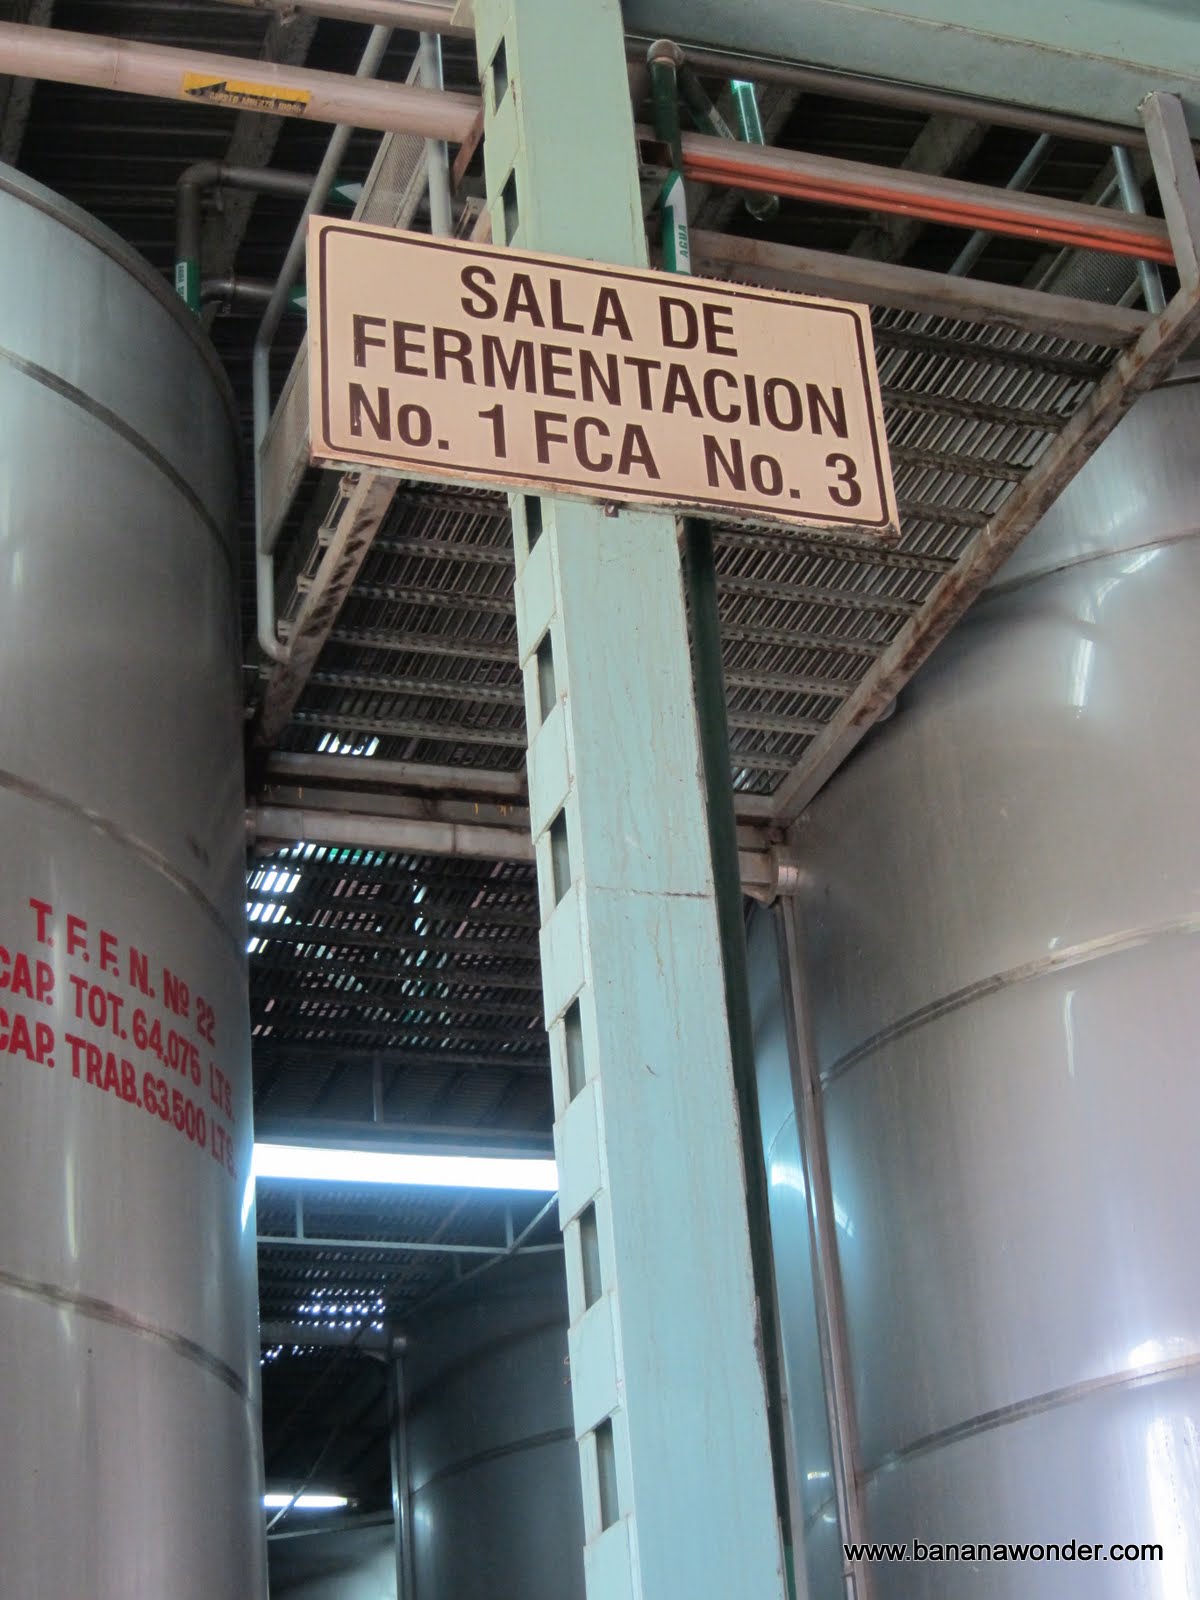 SALA DE
FERMENTACION
No. 1 FCA No. 3
AGUA
T. F. F. N. Nº 22
CAP. TOT. 64,075 LTS.
CAP. TRAB. 63.500 LTS.
www.bananawonder.com